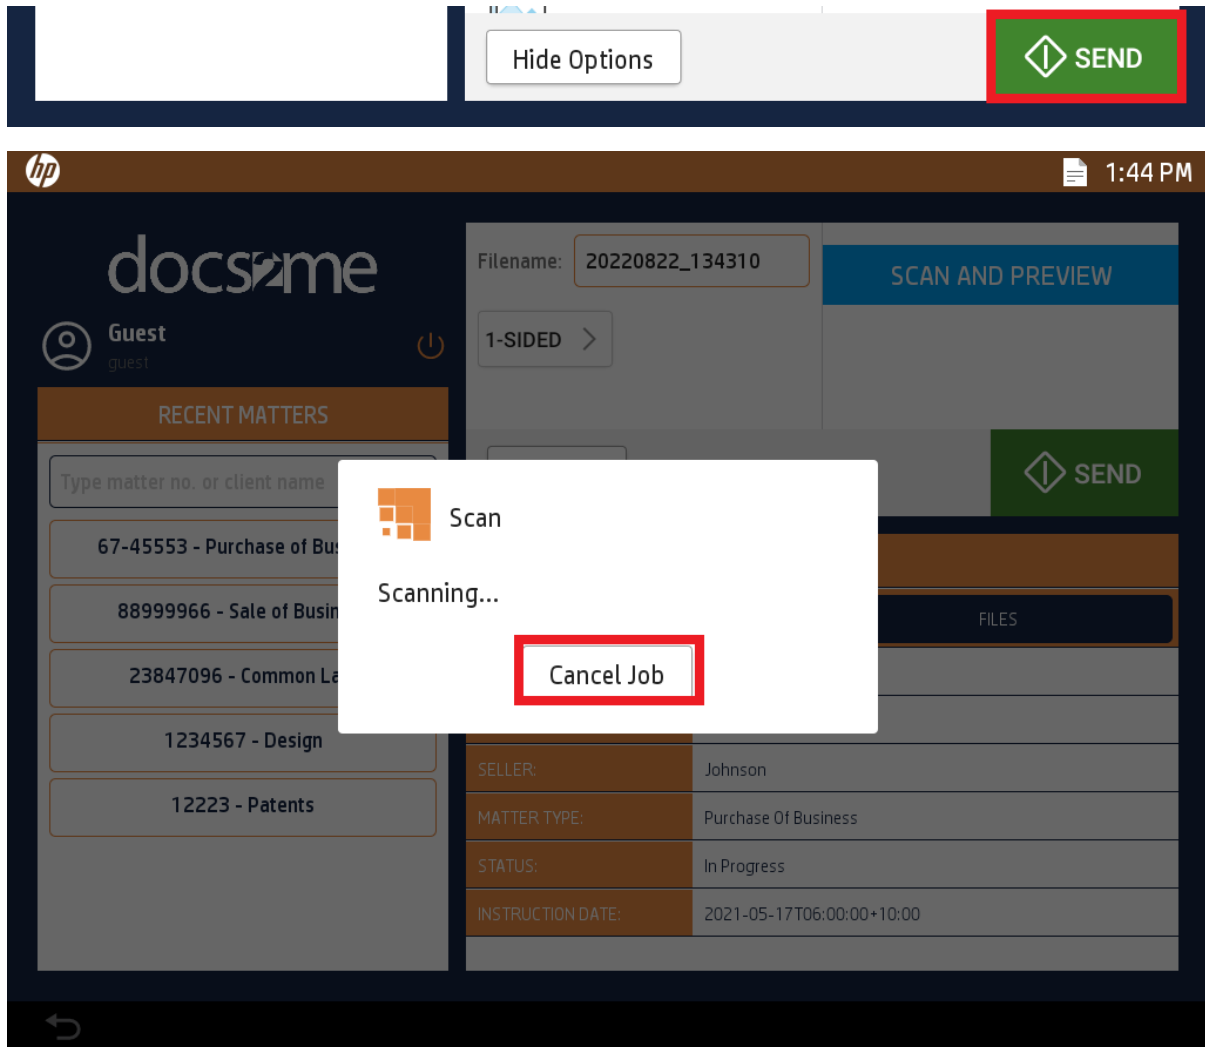 Hide Options
SEND
hp
1:44 PM
docs2me
Guest
guest
RECENT MATTERS
Type matter no. or client name
67-45553 - Purchase of
88999966 - Sale of
23847096 - Common
1234567 - Design
12223 - Patents
Filename: 20220822_134310
SCAN AND PREVIEW
1-SIDED
SEND
Scan
Scanning...
Cancel Job
FILES
SELLER: Johnson
MATTER TYPE: Purchase Of Business
STATUS: In Progress
INSTRUCTION DATE: 2021-05-17T06:00:00+10:00